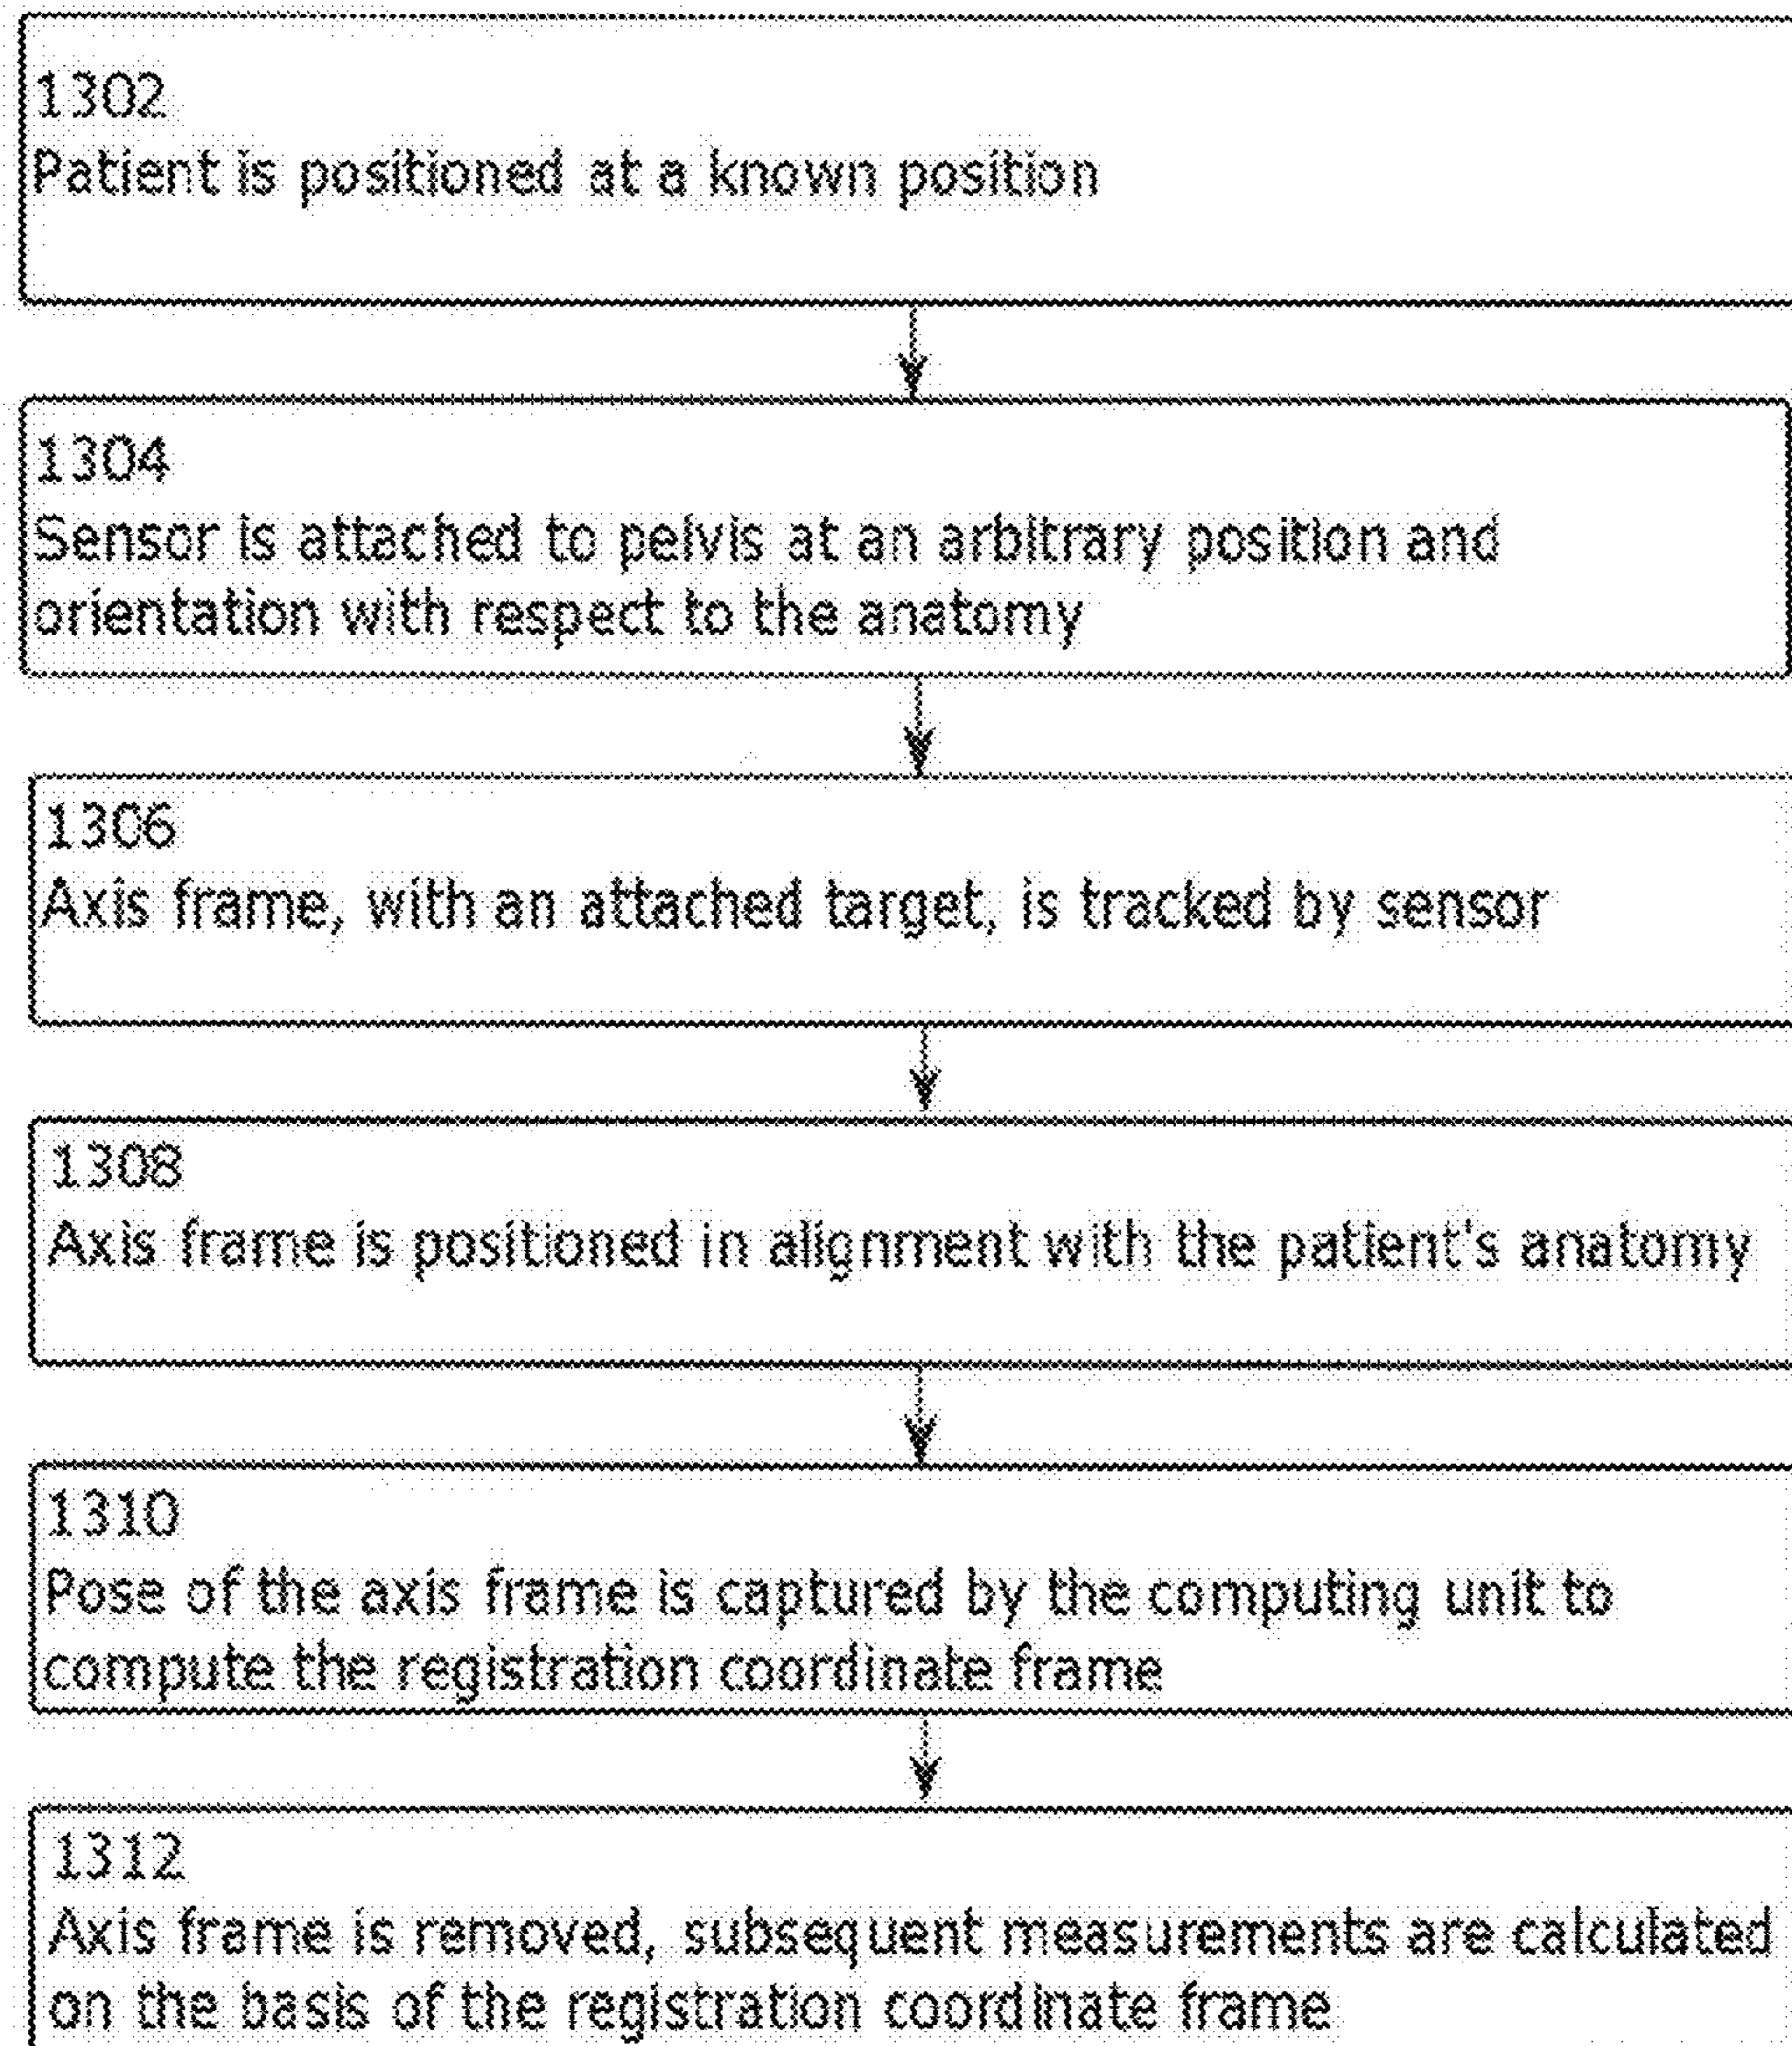 1302
Patient is positioned at a known position
1304
Sensor is attached to pelvis at an arbitrary position and
orientation with respect to the anatomy
1306
Axis frame, with an attached target, is tracked by sensor
1308
Axis frame is positioned in alignment with the patient's anatomy
1310
Pose of the axis frame is captured by the computing unit to
compute the registration coordinate frame
1312
Axis frame is removed, subsequent measurements are calculated
on the basis of the registration coordinate frame